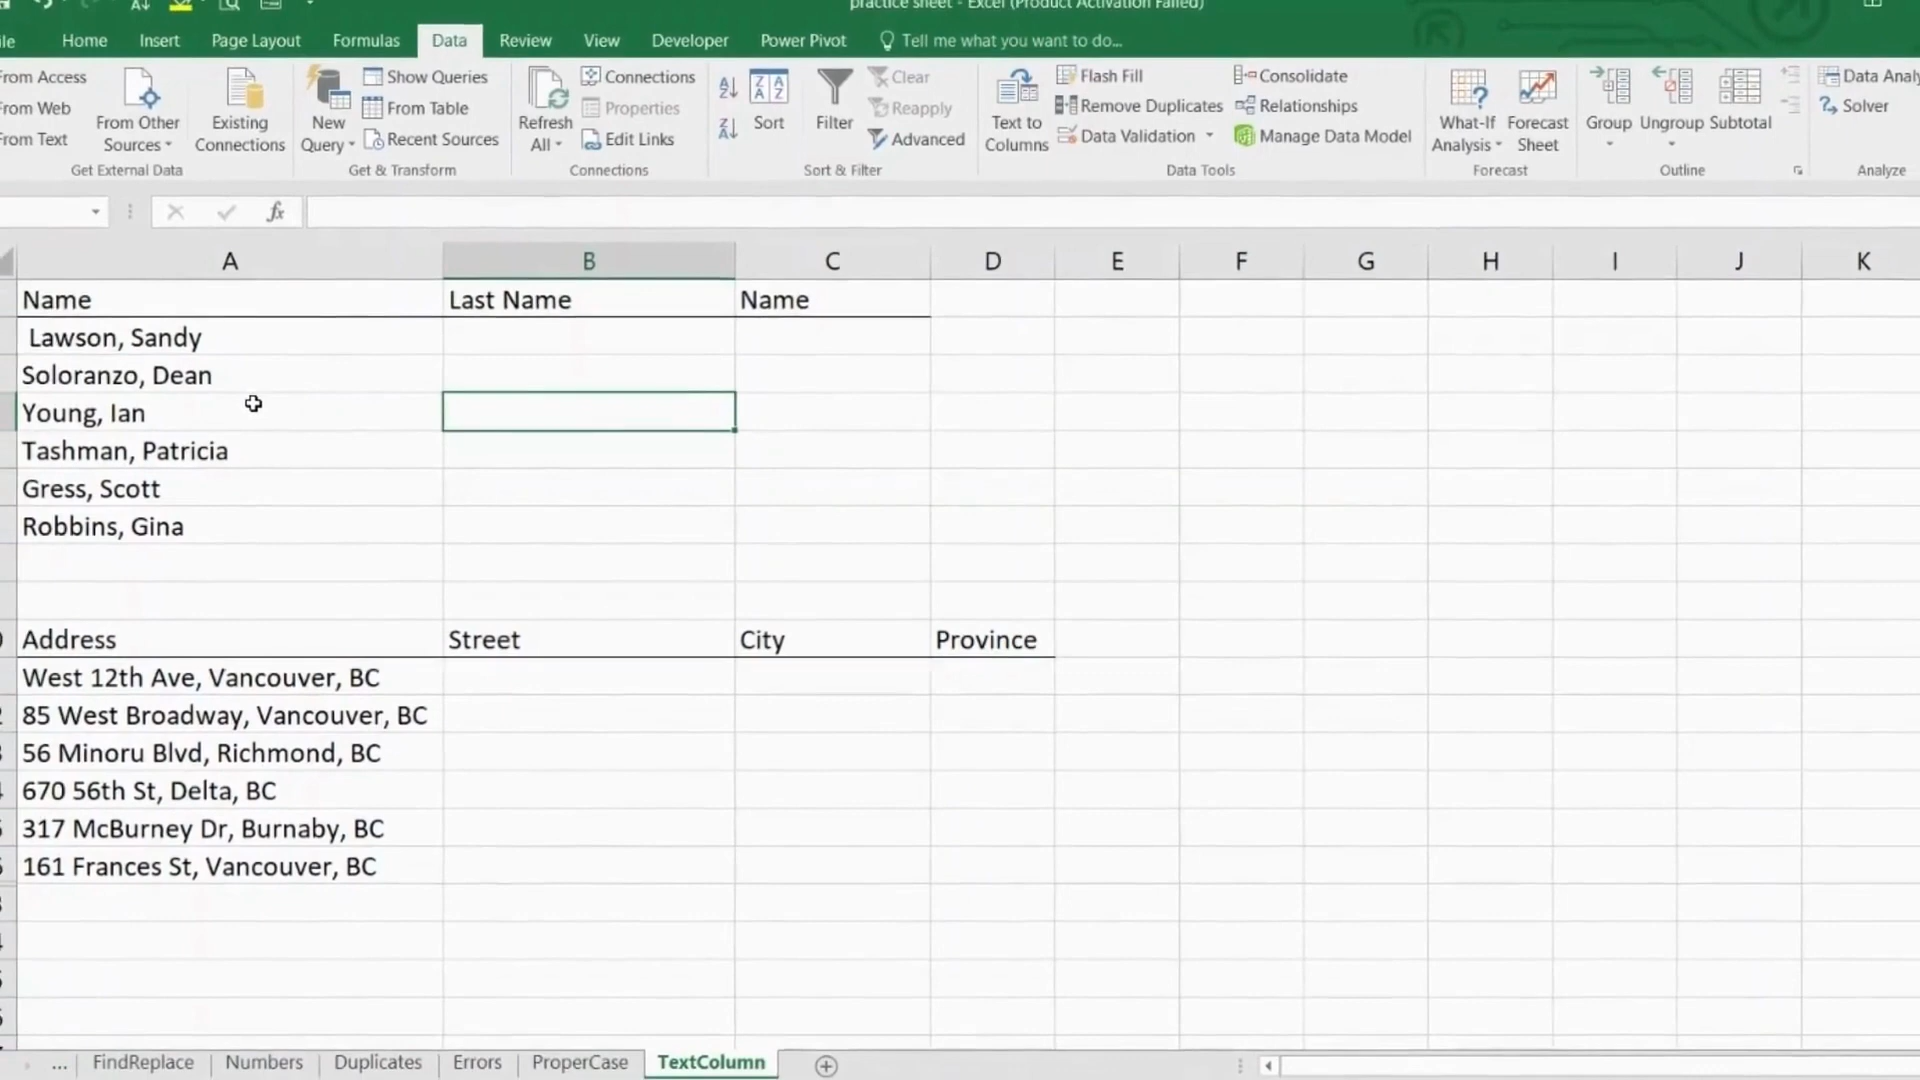 practice sheet - Excel (Product Activation Failed)
Home Insert Page Layout Formulas Data Review View Developer Power Pivot Tell me what you want to do...
From Access
From Web
From Text
From Other
Sources
Existing
Connections
Get External Data
New
Query
Show Queries
From Table
Recent Sources
Get & Transform
Refresh
All
Connections
Properties
Edit Links
Connections
Sort
Filter
Clear
Reapply
Advanced
Sort & Filter
Text to
Columns
Flash Fill
Remove Duplicates
Data Validation
Consolidate
Relationships
Manage Data Model
Data Tools
What-If
Analysis
Forecast
Sheet
Forecast
Group
Ungroup
Subtotal
Outline
Solver
Analyze
fx
A B C D E F G H I J K
Name Last Name Name
Lawson, Sandy
Soloranzo, Dean
Young, Ian
Tashman, Patricia
Gress, Scott
Robbins, Gina
Address Street City Province
West 12th Ave, Vancouver, BC
85 West Broadway, Vancouver, BC
56 Minoru Blvd, Richmond, BC
670 56th St, Delta, BC
317 McBurney Dr, Burnaby, BC
161 Frances St, Vancouver, BC
... FindReplace Numbers Duplicates Errors ProperCase TextColumn